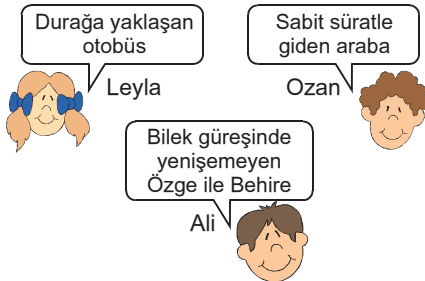 Durağa yaklaşan
otobüs
Leyla
Sabit süratle
giden araba
Ozan
Bilek güreşinde
yenişemeyen
Özge ile Behire
Ali